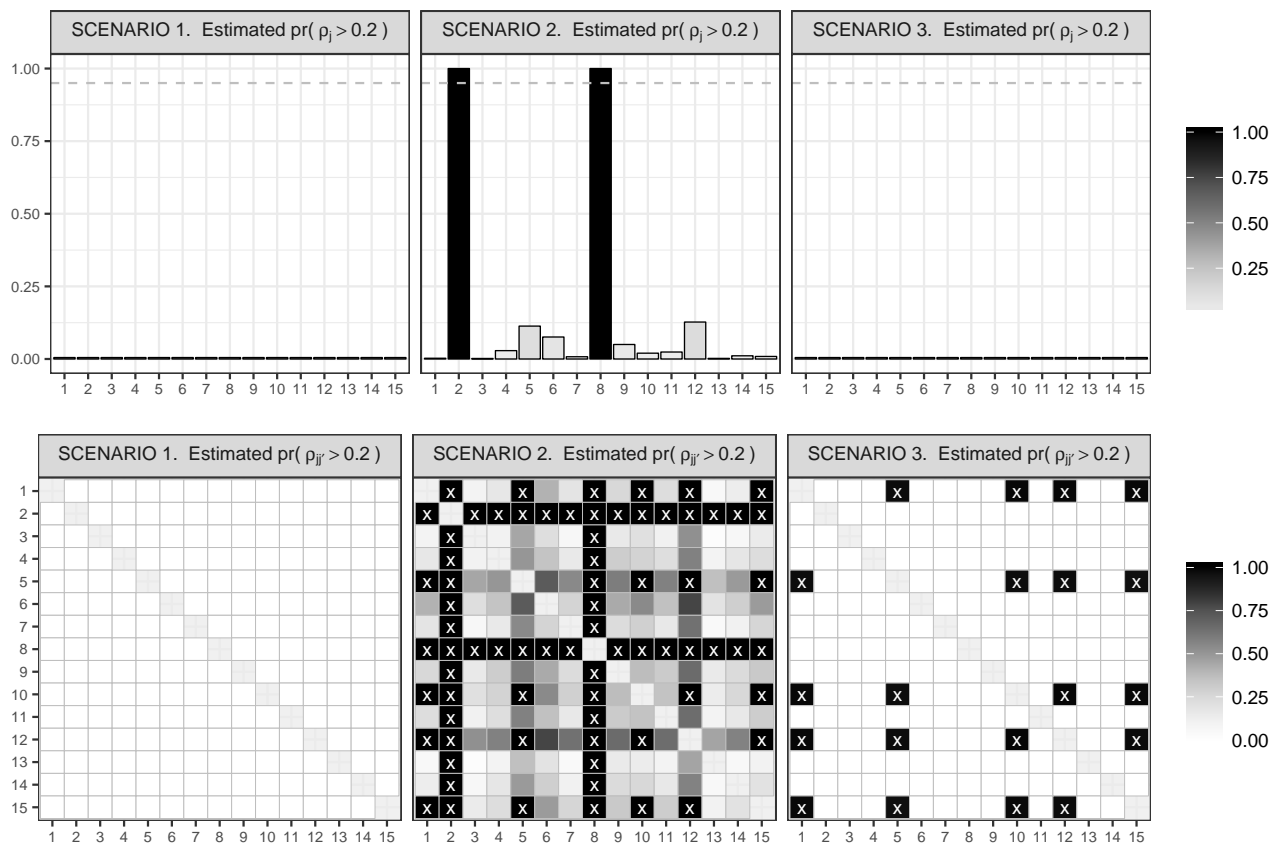 SCENARIO 1. Estimated pr( ρj > 0.2 )
SCENARIO 2. Estimated pr( ρj > 0.2 )
SCENARIO 3. Estimated pr( ρj > 0.2 )
1.00
0.75
0.50
0.25
0.00
1 2 3 4 5 6 7 8 9 10 11 12 13 14 15
1 2 3 4 5 6 7 8 9 10 11 12 13 14 15
1 2 3 4 5 6 7 8 9 10 11 12 13 14 15
1.00
0.75
0.50
0.25
SCENARIO 1. Estimated pr( ρjj′ > 0.2 )
SCENARIO 2. Estimated pr( ρjj′ > 0.2 )
SCENARIO 3. Estimated pr( ρjj′ > 0.2 )
1 x x x x x x x x x x
2 x x x x x x x x x x x x x x
3 x x
4 x x
5 x x x x x x x x x x
6 x x
7 x x
8 x x x x x x x x x x x x x x
9 x x
10 x x x x x x x x x x
11 x x
12 x x x x x x x x x x
13 x x
14 x x
15 x x x x x x x x x x
1 2 3 4 5 6 7 8 9 10 11 12 13 14 15
1 2 3 4 5 6 7 8 9 10 11 12 13 14 15
1 2 3 4 5 6 7 8 9 10 11 12 13 14 15
1.00
0.75
0.50
0.25
0.00